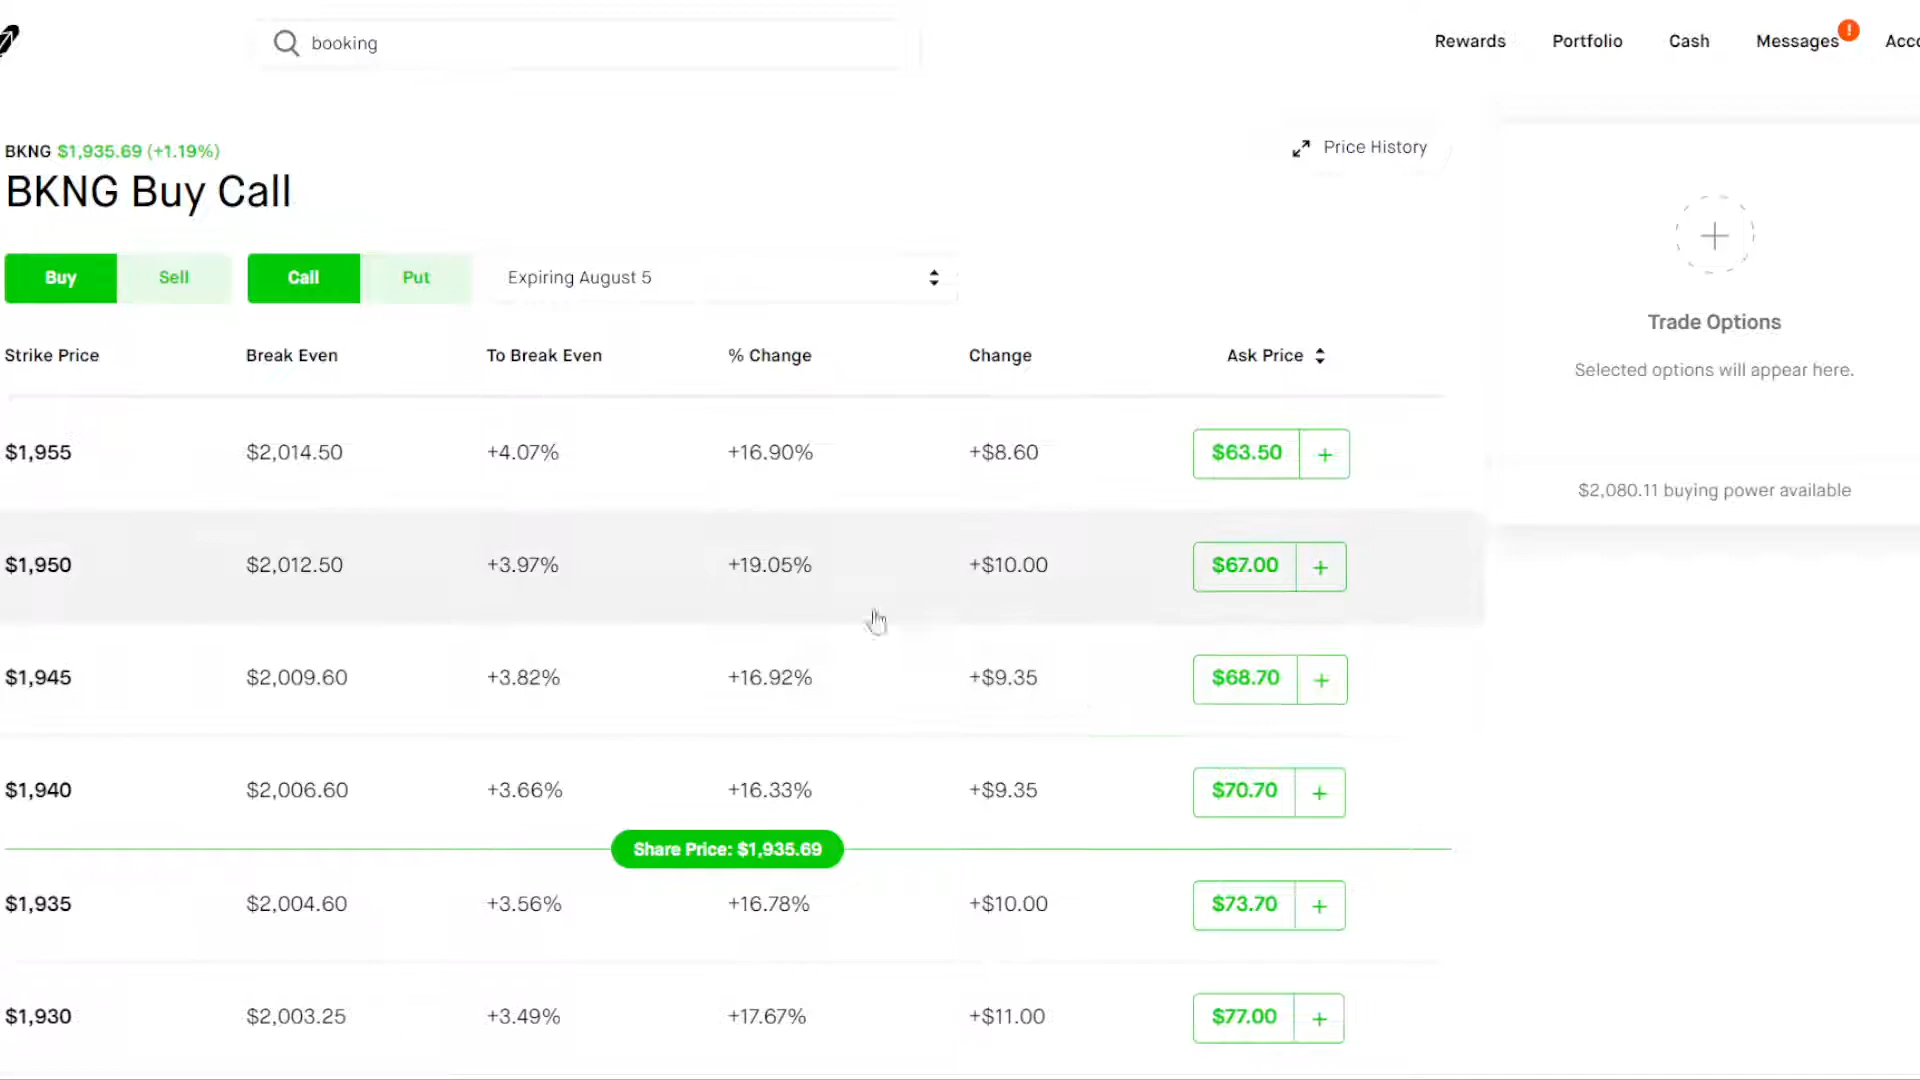 booking
Rewards Portfolio Cash Messages ! Acco
BKNG $1,935.69 (+1.19%)
Price History
BKNG Buy Call
Buy Sell Call Put Expiring August 5
Strike Price Break Even To Break Even % Change Change Ask Price
$1,955 $2,014.50 +4.07% +16.90% +$8.60 $63.50 +
$1,950 $2,012.50 +3.97% +19.05% +$10.00 $67.00 +
$1,945 $2,009.60 +3.82% +16.92% +$9.35 $68.70 +
$1,940 $2,006.60 +3.66% +16.33% +$9.35 $70.70 +
Share Price: $1,935.69
$1,935 $2,004.60 +3.56% +16.78% +$10.00 $73.70 +
$1,930 $2,003.25 +3.49% +17.67% +$11.00 $77.00 +
Trade Options
Selected options will appear here.
$2,080.11 buying power available